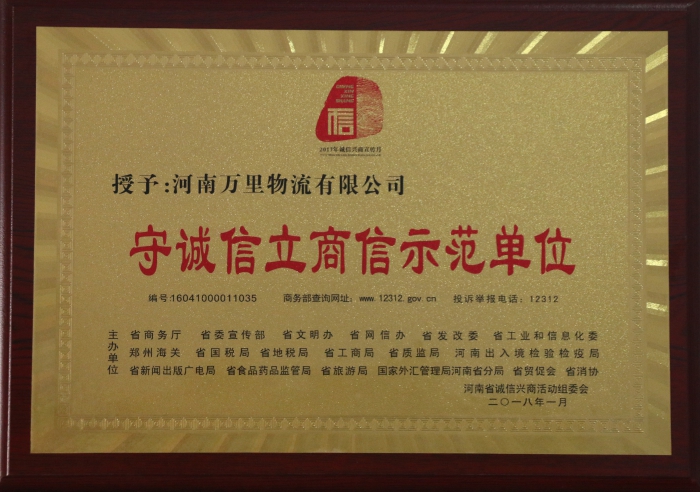 CHENG
XIN
XING
SHANG
信
2017年诚信兴商宣传月
授予:河南万里物流有限公司
守诚信立商信示范单位
编号:16041000011035 商务部查询网址: www.12312.gov.cn 投诉举报电话: 12312
主办单位
省商务厅 省委宣传部 省文明办 省网信办 省发改委 省工业和信息化委
郑州海关 省国税局 省地税局 省工商局 省质监局 河南出入境检验检疫局
省新闻出版广电局 省食品药品监管局 省旅游局 国家外汇管理局河南省分局 省贸促会 省消协
河南省诚信兴商活动组委会
二〇一八年一月